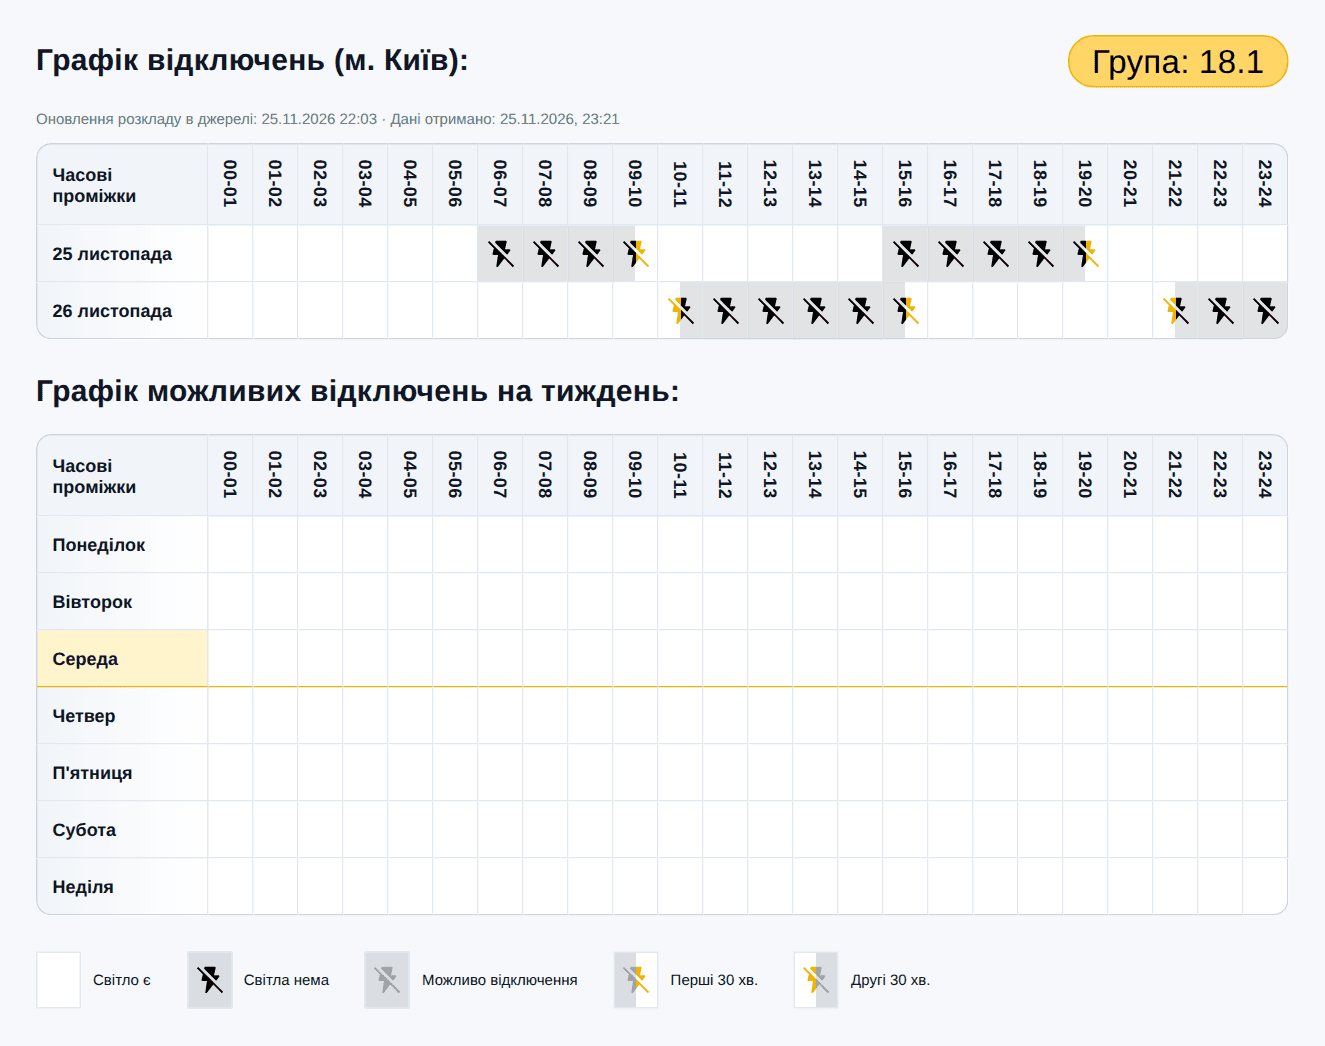 Графік відключень (м. Київ):
Група: 18.1
Оновлення розкладу в джерелі: 25.11.2026 22:03 · Дані отримано: 25.11.2026, 23:21
Часові проміжки 00-01 01-02 02-03 03-04 04-05 05-06 06-07 07-08 08-09 09-10 10-11 11-12 12-13 13-14 14-15 15-16 16-17 17-18 18-19 19-20 20-21 21-22 22-23 23-24
25 листопада
26 листопада
Графік можливих відключень на тиждень:
Часові проміжки 00-01 01-02 02-03 03-04 04-05 05-06 06-07 07-08 08-09 09-10 10-11 11-12 12-13 13-14 14-15 15-16 16-17 17-18 18-19 19-20 20-21 21-22 22-23 23-24
Понеділок
Вівторок
Середа
Четвер
П'ятниця
Субота
Неділя
Світло є Світла нема Можливо відключення Перші 30 хв. Другі 30 хв.